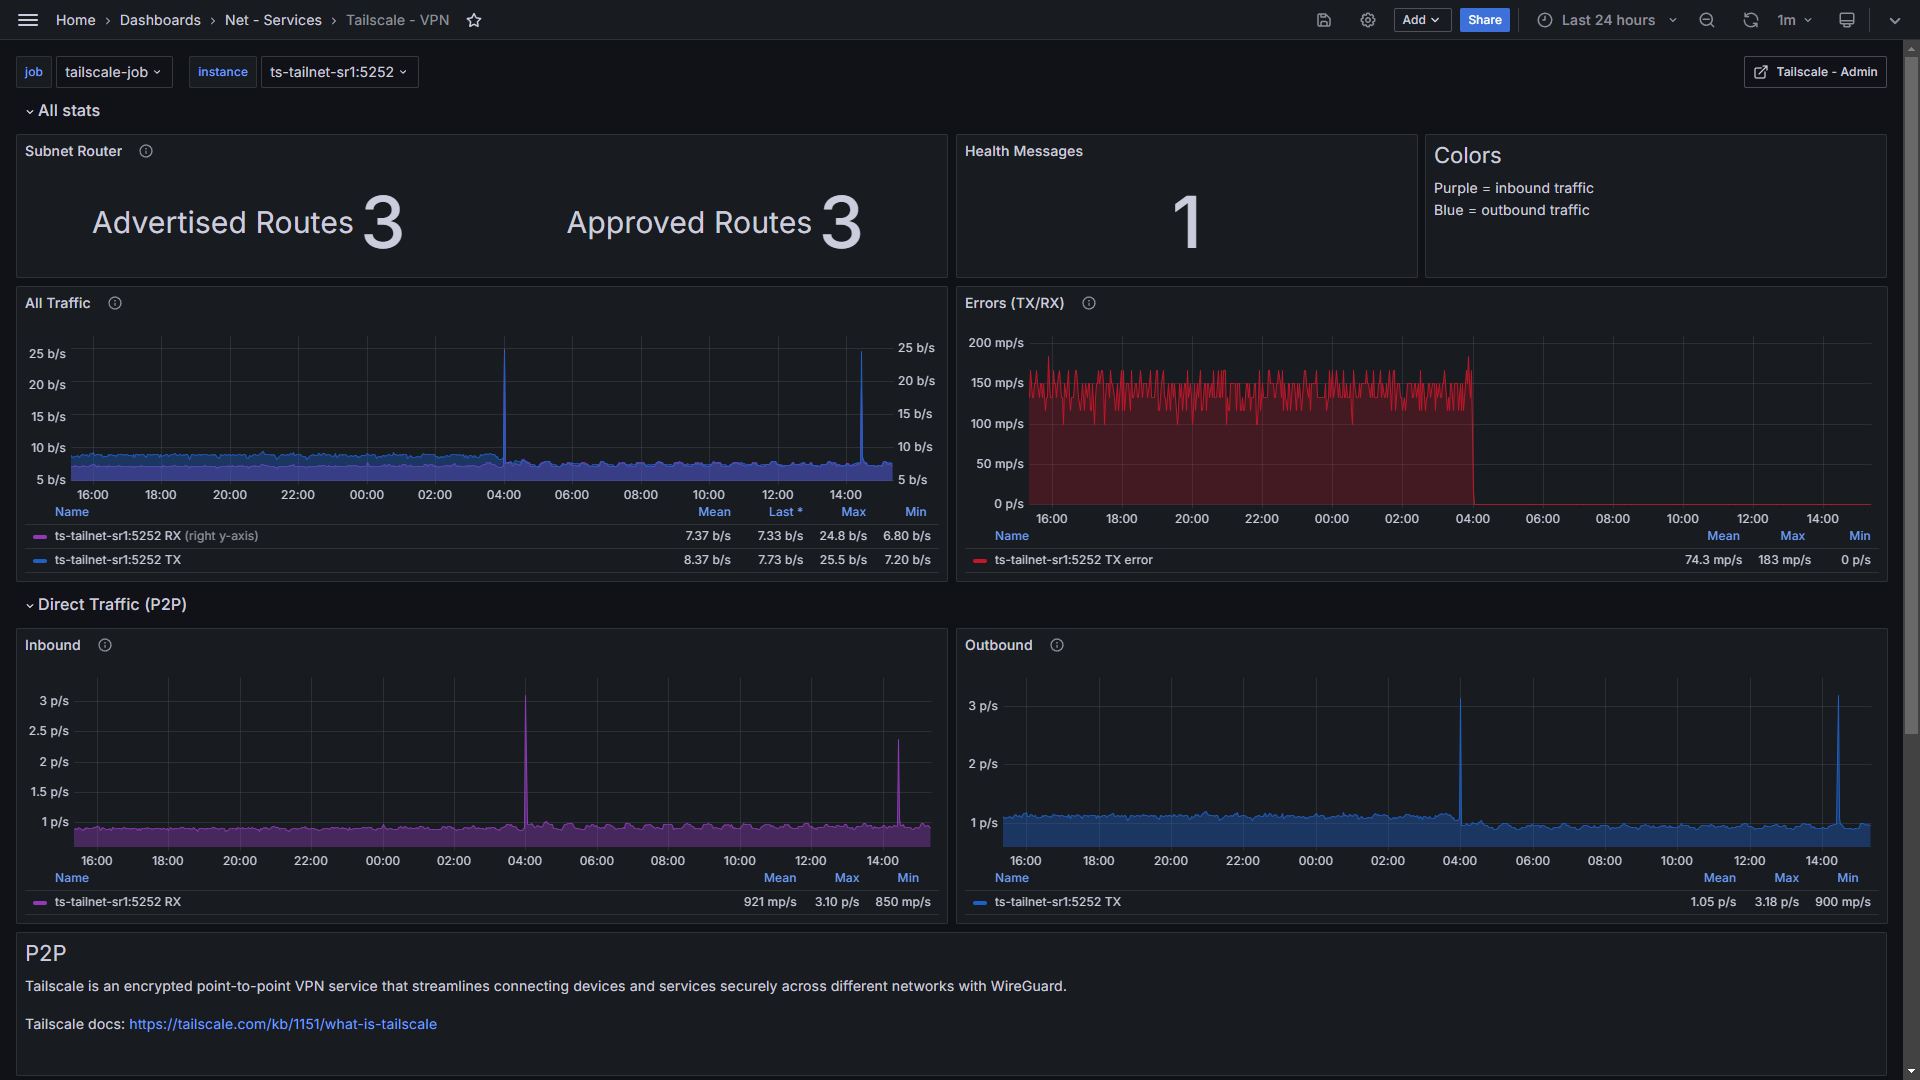 Home › Dashboards › Net - Services › Tailscale - VPN
Add
Share
Last 24 hours
1m
job
tailscale-job
instance
ts-tailnet-sr1:5252
Tailscale - Admin
All stats
Subnet Router
Advertised Routes 3
Approved Routes 3
Health Messages
1
Colors
Purple = inbound traffic
Blue = outbound traffic
All Traffic
25 b/s
20 b/s
15 b/s
10 b/s
5 b/s
25 b/s
20 b/s
15 b/s
10 b/s
5 b/s
16:00 18:00 20:00 22:00 00:00 02:00 04:00 06:00 08:00 10:00 12:00 14:00
Name Mean Last * Max Min
ts-tailnet-sr1:5252 RX (right y-axis) 7.37 b/s 7.33 b/s 24.8 b/s 6.80 b/s
ts-tailnet-sr1:5252 TX 8.37 b/s 7.73 b/s 25.5 b/s 7.20 b/s
Errors (TX/RX)
200 mp/s
150 mp/s
100 mp/s
50 mp/s
0 p/s
16:00 18:00 20:00 22:00 00:00 02:00 04:00 06:00 08:00 10:00 12:00 14:00
Name Mean Max Min
ts-tailnet-sr1:5252 TX error 74.3 mp/s 183 mp/s 0 p/s
Direct Traffic (P2P)
Inbound
3 p/s
2.5 p/s
2 p/s
1.5 p/s
1 p/s
16:00 18:00 20:00 22:00 00:00 02:00 04:00 06:00 08:00 10:00 12:00 14:00
Name Mean Max Min
ts-tailnet-sr1:5252 RX 921 mp/s 3.10 p/s 850 mp/s
Outbound
3 p/s
2 p/s
1 p/s
16:00 18:00 20:00 22:00 00:00 02:00 04:00 06:00 08:00 10:00 12:00 14:00
Name Mean Max Min
ts-tailnet-sr1:5252 TX 1.05 p/s 3.18 p/s 900 mp/s
P2P
Tailscale is an encrypted point-to-point VPN service that streamlines connecting devices and services securely across different networks with WireGuard.
Tailscale docs: https://tailscale.com/kb/1151/what-is-tailscale